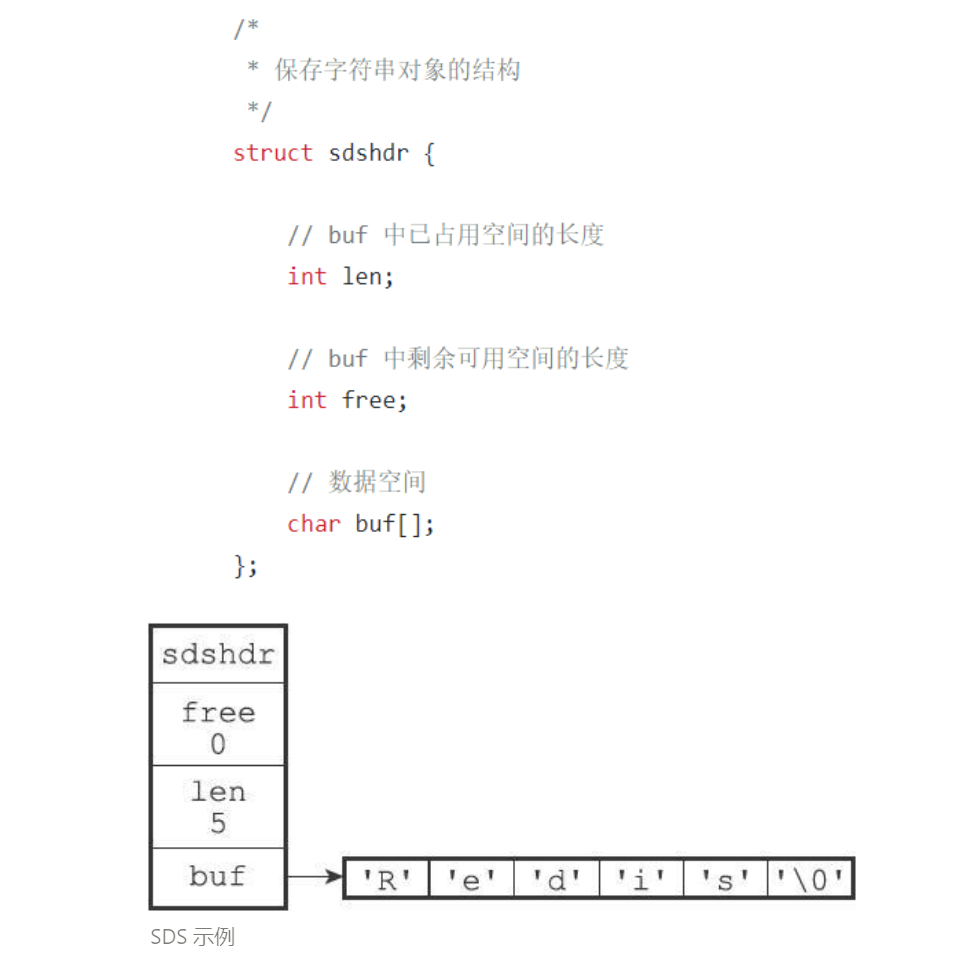 /*
 * 保存字符串对象的结构
 */
struct sdshdr {
    // buf 中已占用空间的长度
    int len;
    // buf 中剩余可用空间的长度
    int free;
    // 数据空间
    char buf[];
};
sdshdr
free
0
len
5
buf
'R' 'e' 'd' 'i' 's' '\0'
SDS 示例